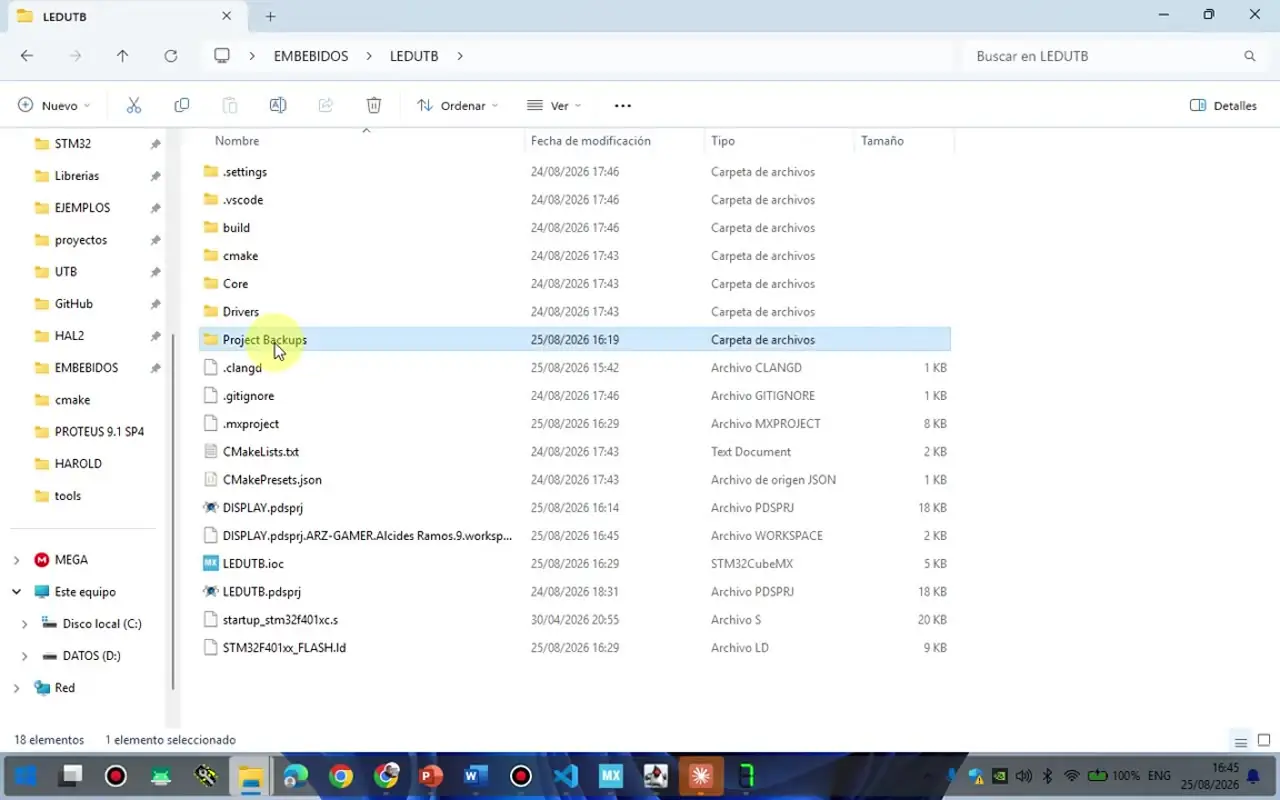 LEDUTB
EMBEBIDOS
LEDUTB
Buscar en LEDUTB
Nuevo
Ordenar
Ver
Detalles
Nombre
Fecha de modificación
Tipo
Tamaño
STM32
Librerias
EJEMPLOS
proyectos
UTB
GitHub
HAL2
EMBEBIDOS
cmake
PROTEUS 9.1 SP4
HAROLD
tools
MEGA
Este equipo
Disco local (C:)
DATOS (D:)
Red
.settings 24/08/2026 17:46 Carpeta de archivos
.vscode 24/08/2026 17:46 Carpeta de archivos
build 24/08/2026 17:46 Carpeta de archivos
cmake 24/08/2026 17:43 Carpeta de archivos
Core 24/08/2026 17:43 Carpeta de archivos
Drivers 24/08/2026 17:43 Carpeta de archivos
Project Backups 25/08/2026 16:19 Carpeta de archivos
.clangd 25/08/2026 15:42 Archivo CLANGD 1 KB
.gitignore 24/08/2026 17:46 Archivo GITIGNORE 1 KB
.mxproject 25/08/2026 16:29 Archivo MXPROJECT 8 KB
CMakeLists.txt 24/08/2026 17:43 Text Document 2 KB
CMakePresets.json 24/08/2026 17:43 Archivo de origen JSON 1 KB
DISPLAY.pdsprj 25/08/2026 16:14 Archivo PDSPRJ 18 KB
DISPLAY.pdsprj.ARZ-GAMER.Alcides Ramos.9.worksp... 25/08/2026 16:45 Archivo WORKSPACE 2 KB
LEDUTB.ioc 25/08/2026 16:29 STM32CubeMX 5 KB
LEDUTB.pdsprj 24/08/2026 18:31 Archivo PDSPRJ 18 KB
startup_stm32f401xc.s 30/04/2026 20:55 Archivo S 20 KB
STM32F401xx_FLASH.ld 25/08/2026 16:29 Archivo LD 9 KB
18 elementos
1 elemento seleccionado
MX
MX
100%
ENG
16:45
25/08/2026